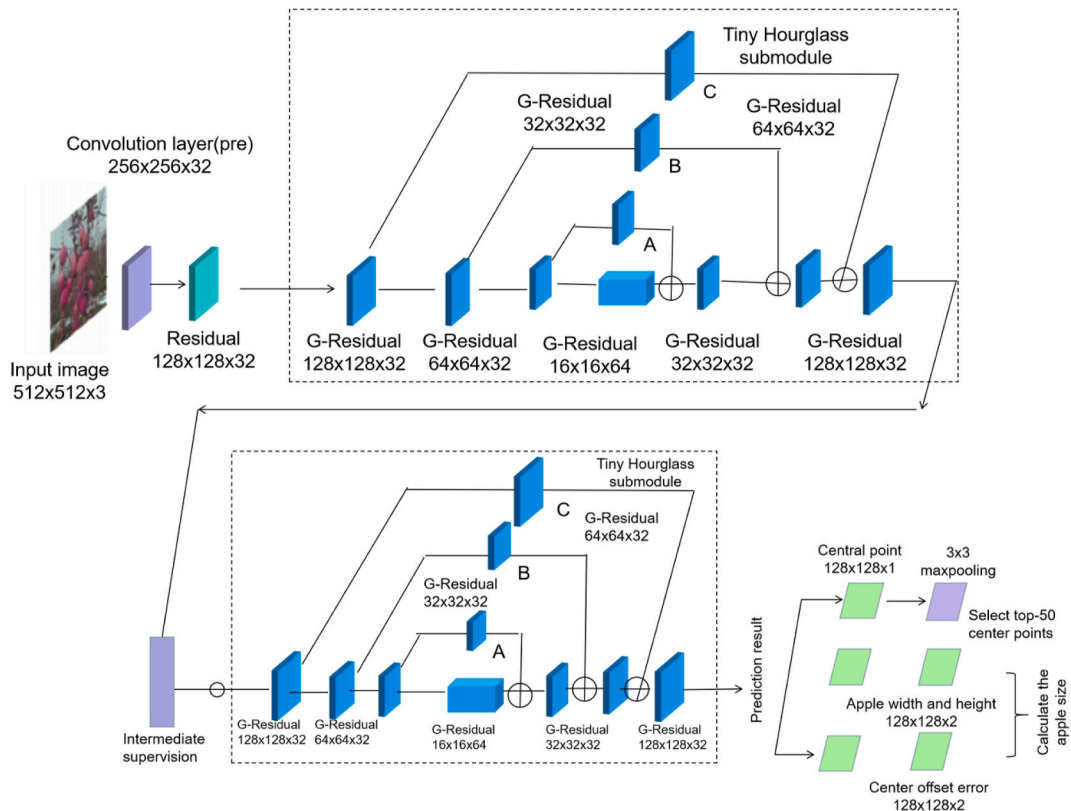 Tiny Hourglass
submodule
C
G-Residual
32x32x32
G-Residual
64x64x32
Convolution layer(pre)
256x256x32
B
A
Input image
512x512x3
Residual
128x128x32
G-Residual
128x128x32
G-Residual
64x64x32
G-Residual
16x16x64
G-Residual
32x32x32
G-Residual
128x128x32
Tiny Hourglass
submodule
C
G-Residual
64x64x32
B
G-Residual
32x32x32
A
Intermediate
supervision
G-Residual
128x128x32
G-Residual
64x64x32
G-Residual
16x16x64
G-Residual
32x32x32
G-Residual
128x128x32
Prediction result
Central point
128x128x1
3x3
maxpooling
Select top-50
center points
Apple width and height
128x128x2
Center offset error
128x128x2
Calculate the
apple size